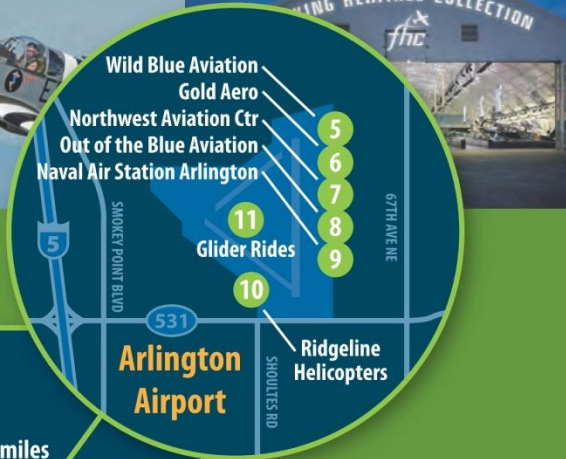 HERITAGE COLLECTION
fhc
Wild Blue Aviation
Gold Aero
Northwest Aviation Ctr
Out of the Blue Aviation
Naval Air Station Arlington
5
6
7
8
9
11
Glider Rides
10
5
SMOKEY POINT BLVD
67TH AVE NE
531
Arlington
Airport
SHOULTES RD
Ridgeline
Helicopters
miles